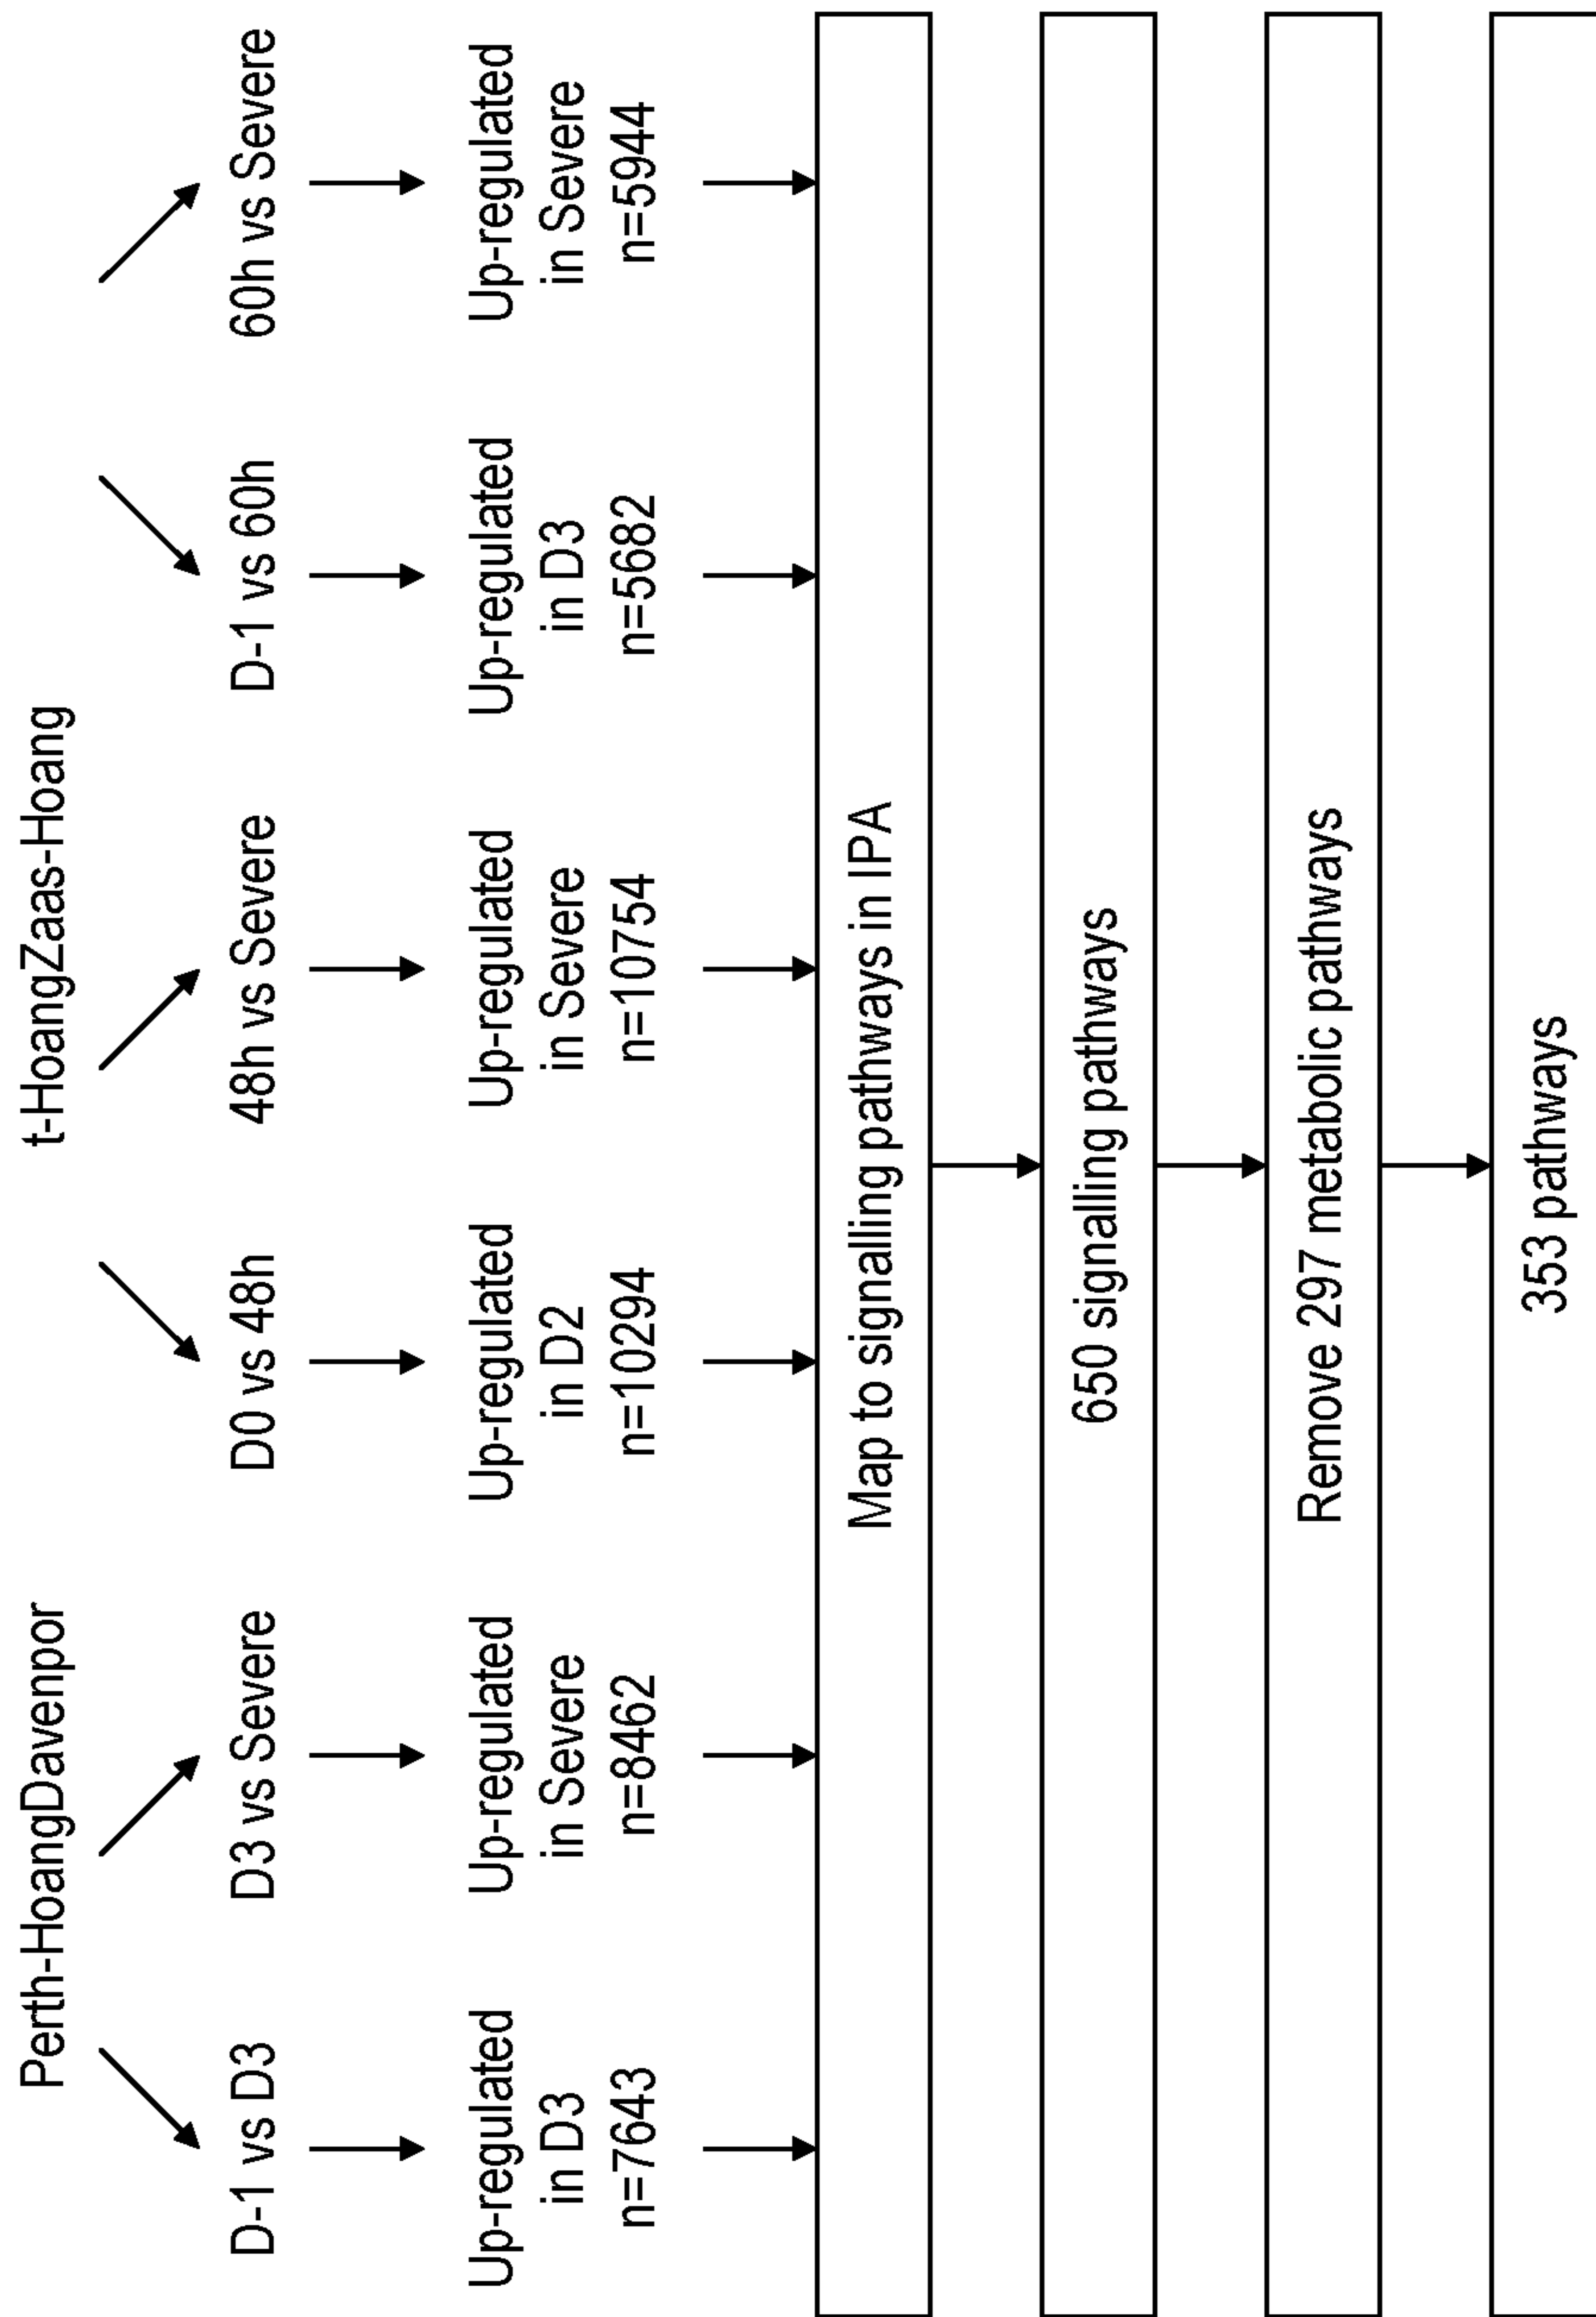 Perth-HoangDavenpor
t-HoangZaas-Hoang
D-1 vs D3
D3 vs Severe
D0 vs 48h
48h vs Severe
D-1 vs 60h
60h vs Severe
Up-regulated
in D3
n=7643
Up-regulated
in Severe
n=8462
Up-regulated
in D2
n=10294
Up-regulated
in Severe
n=10754
Up-regulated
in D3
n=5682
Up-regulated
in Severe
n=5944
Map to signalling pathways in IPA
650 signalling pathways
Remove 297 metabolic pathways
353 pathways